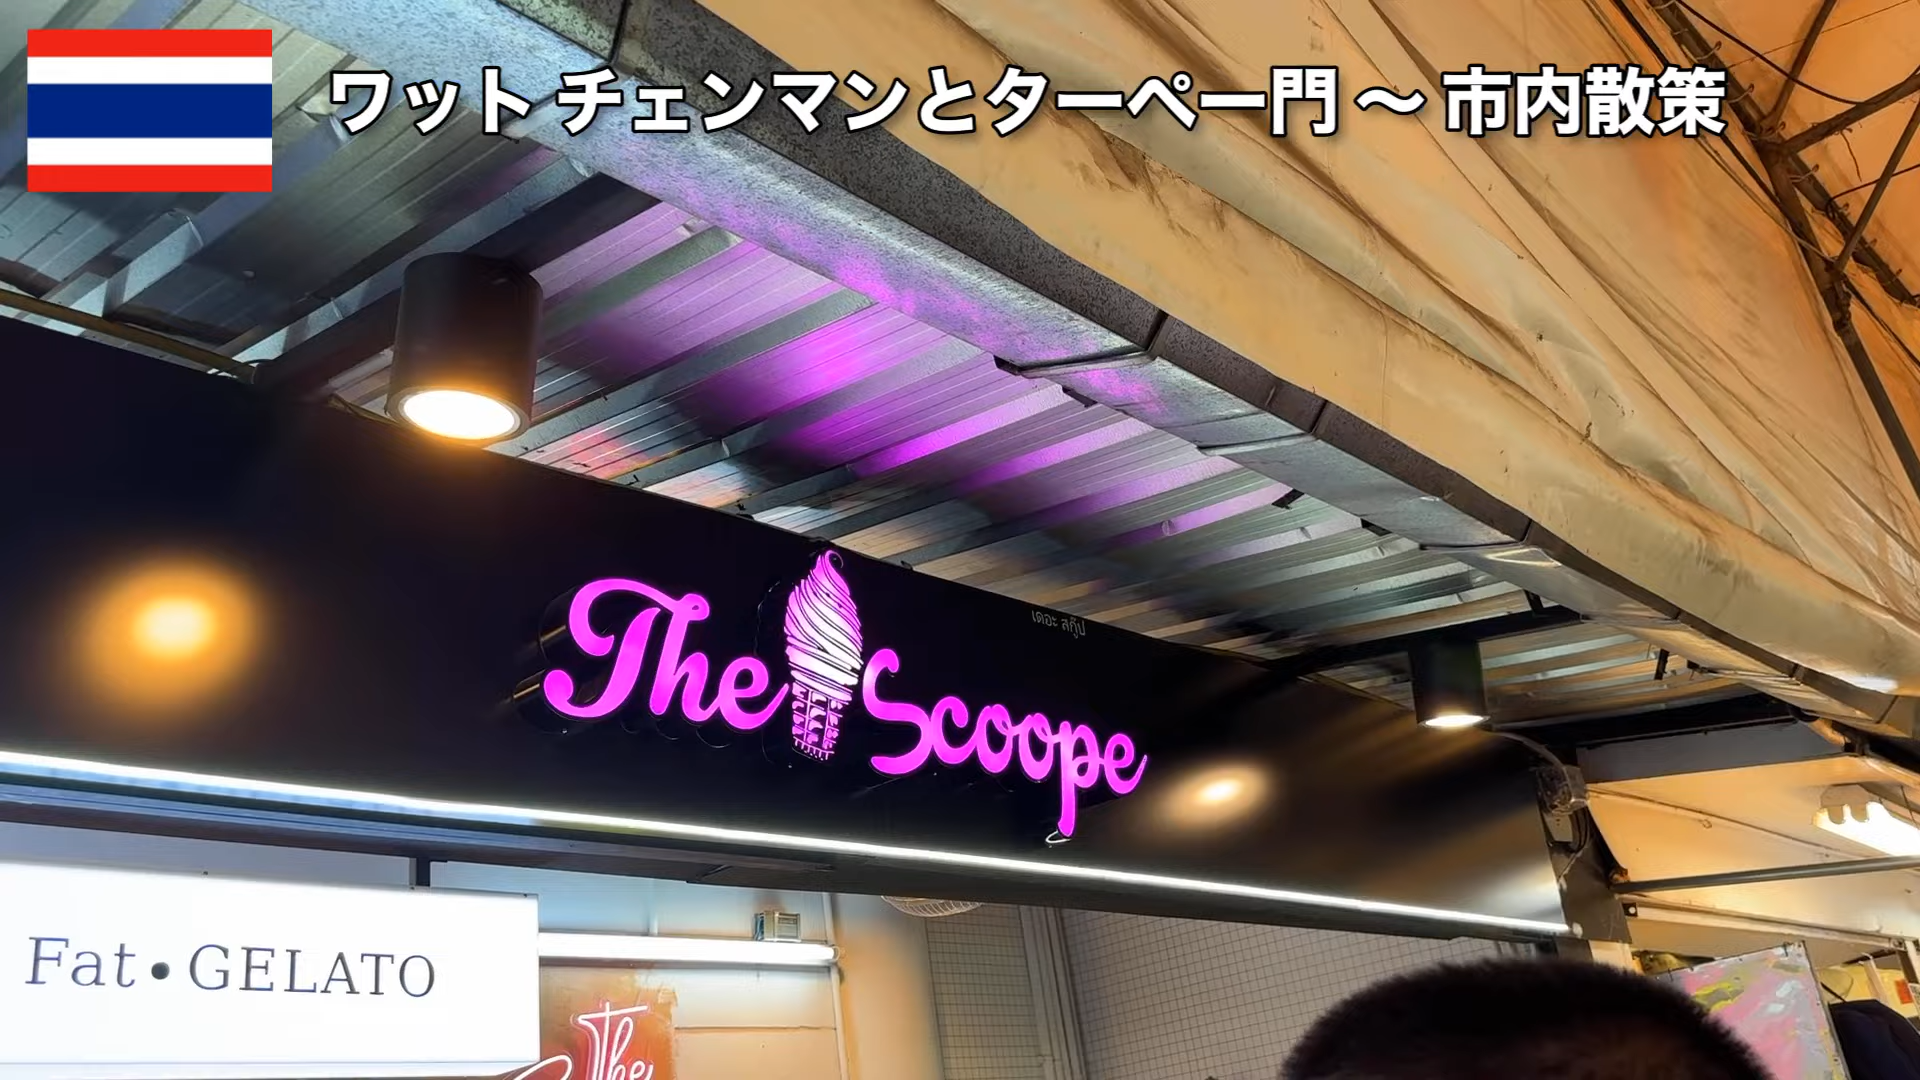 ワット チェンマンとターペー門 〜 市内散策
The Scoope
เดอะ สกู๊ป
Fat • GELATO
The